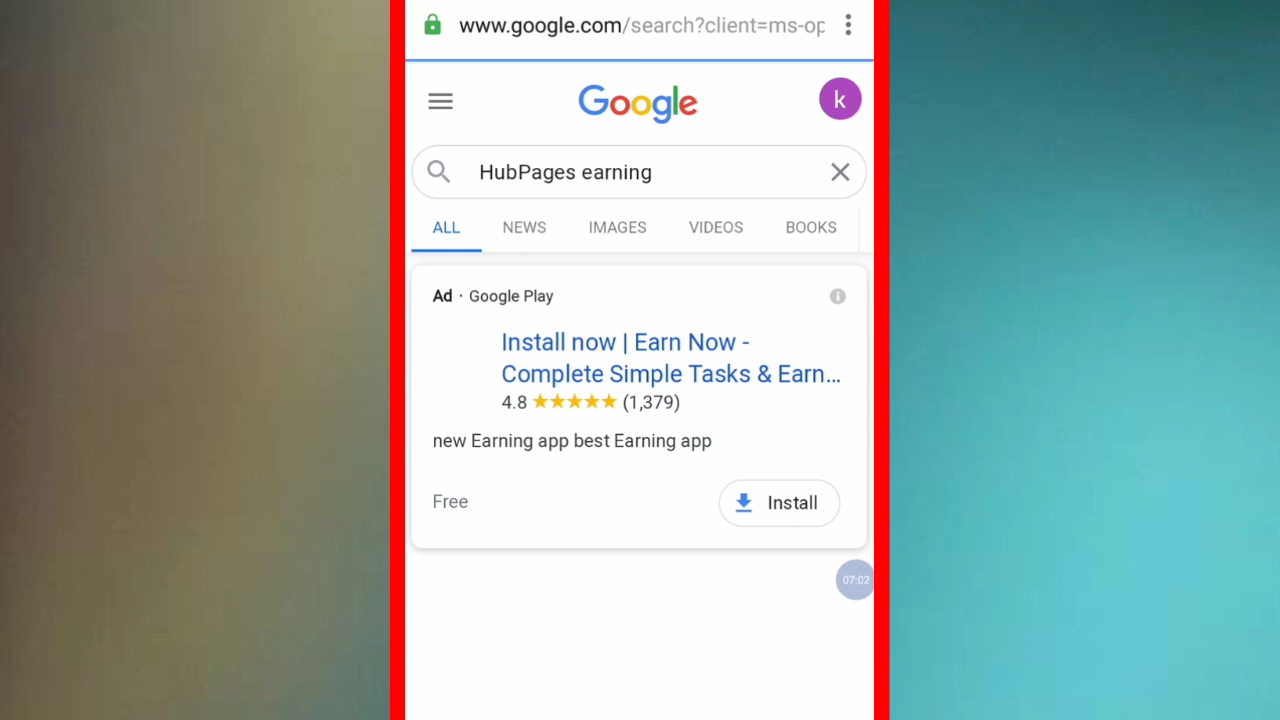 www.google.com/search?client=ms-op
Google
k
HubPages earning
ALL NEWS IMAGES VIDEOS BOOKS
Ad · Google Play
Install now | Earn Now -
Complete Simple Tasks & Earn...
4.8 ★★★★★ (1,379)
new Earning app best Earning app
Free
Install
07:02